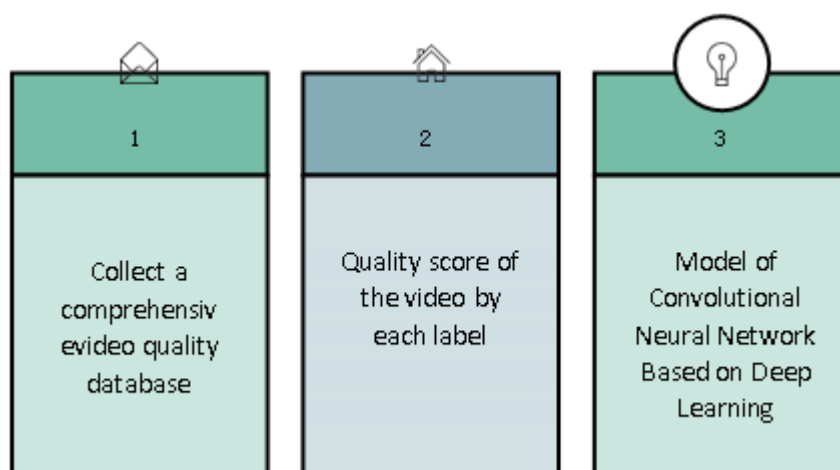 1
Collect a
comprehensiv
evideo quality
database
2
Quality score of
the video by
each label
3
Model of
Convolutional
Neural Network
Based on Deep
Learning